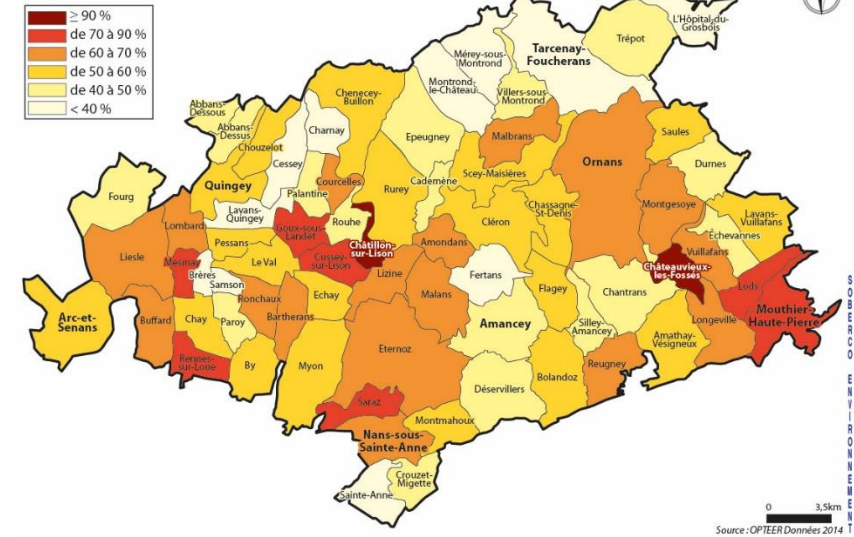 ≥ 90 %
de 70 à 90 %
de 60 à 70 %
de 50 à 60 %
de 40 à 50 %
< 40 %
L'Hôpital-du-
Grosbois
Trépot
Tarcenay-
Foucherans
Mérey-sous-
Montrond
Montrond-
le-Château
Villers-sous-
Montrond
Chenecey-
Buillon
Abbans-
Dessous
Abbans-
Dessus
Chouzelot
Charnay
Cessey
Epeugney
Malbrans
Saules
Ornans
Durnes
Quingey
Palantine
Courcelles
Rurey
Cademène
Scey-Maisières
Fourg
Lombard
Lavans-
Quingey
Goux-sous-
Landet
Rouhe
Chassagne-
St-Denis
Montgesoye
Lavans-
Vuillafans
Échevannes
Cléron
Châtillon-
sur-Lison
Cussey-
sur-Lison
Amondans
Vuillafans
Liesle
Mesmay
Pessans
Le Val
Lizine
Fertans
Châteauvieux-
les-Fossés
Brères
Samson
Ronchaux
Echay
Malans
Flagey
Chantrans
Lods
Mouthier-
Haute-Pierre
Arc-et-
Senans
Buffard
Chay
Paroy
Bartherans
Amancey
Silley-
Amancey
Longeville
Amathay-
Vésigneux
Rennes-
sur-Loue
By
Myon
Eternoz
Déservillers
Bolandoz
Reugney
Saraz
Montmahoux
Nans-sous-
Sainte-Anne
Crouzet-
Migette
Sainte-Anne
SOBERCO ENVIRONNEMENT
0 3,5km
Source : OPTEER Données 2014